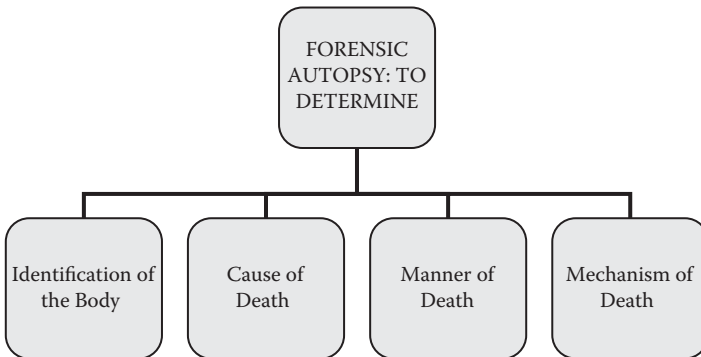 FORENSIC
AUTOPSY: TO
DETERMINE
Identification of
the Body
Cause of
Death
Manner of
Death
Mechanism of
Death